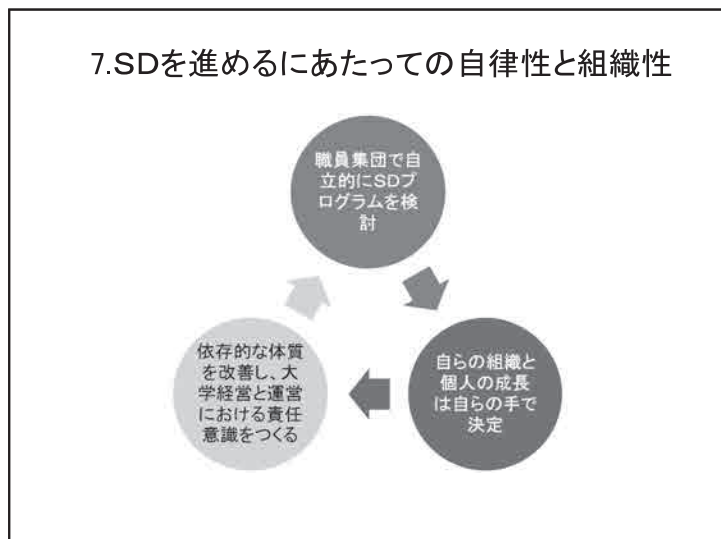 7.SDを進めるにあたっての自律性と組織性
職員集団で自
立的にSDプ
ログラムを検
討
自らの組織と
個人の成長
は自らの手で
決定
依存的な体質
を改善し、大
学経営と運営
における責任
意識をつくる